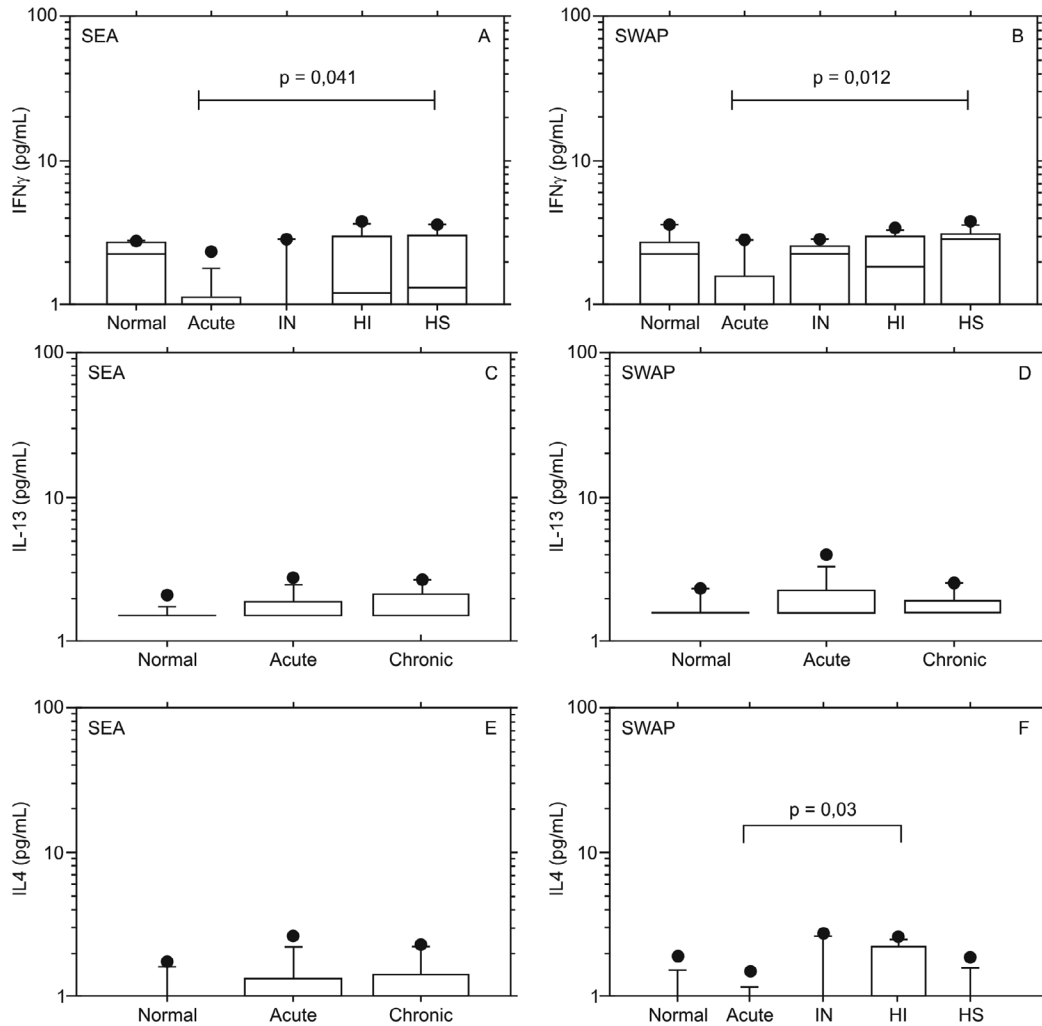 SEA A
IFNγ (pg/mL)
100
10
1
p = 0,041
Normal Acute IN HI HS
SWAP B
IFNγ (pg/mL)
100
10
1
p = 0,012
Normal Acute IN HI HS
SEA C
IL-13 (pg/mL)
100
10
1
Normal Acute Chronic
SWAP D
IL-13 (pg/mL)
100
10
1
Normal Acute Chronic
SEA E
IL4 (pg/mL)
100
10
1
Normal Acute Chronic
SWAP F
IL4 (pg/mL)
100
10
1
p = 0,03
Normal Acute IN HI HS